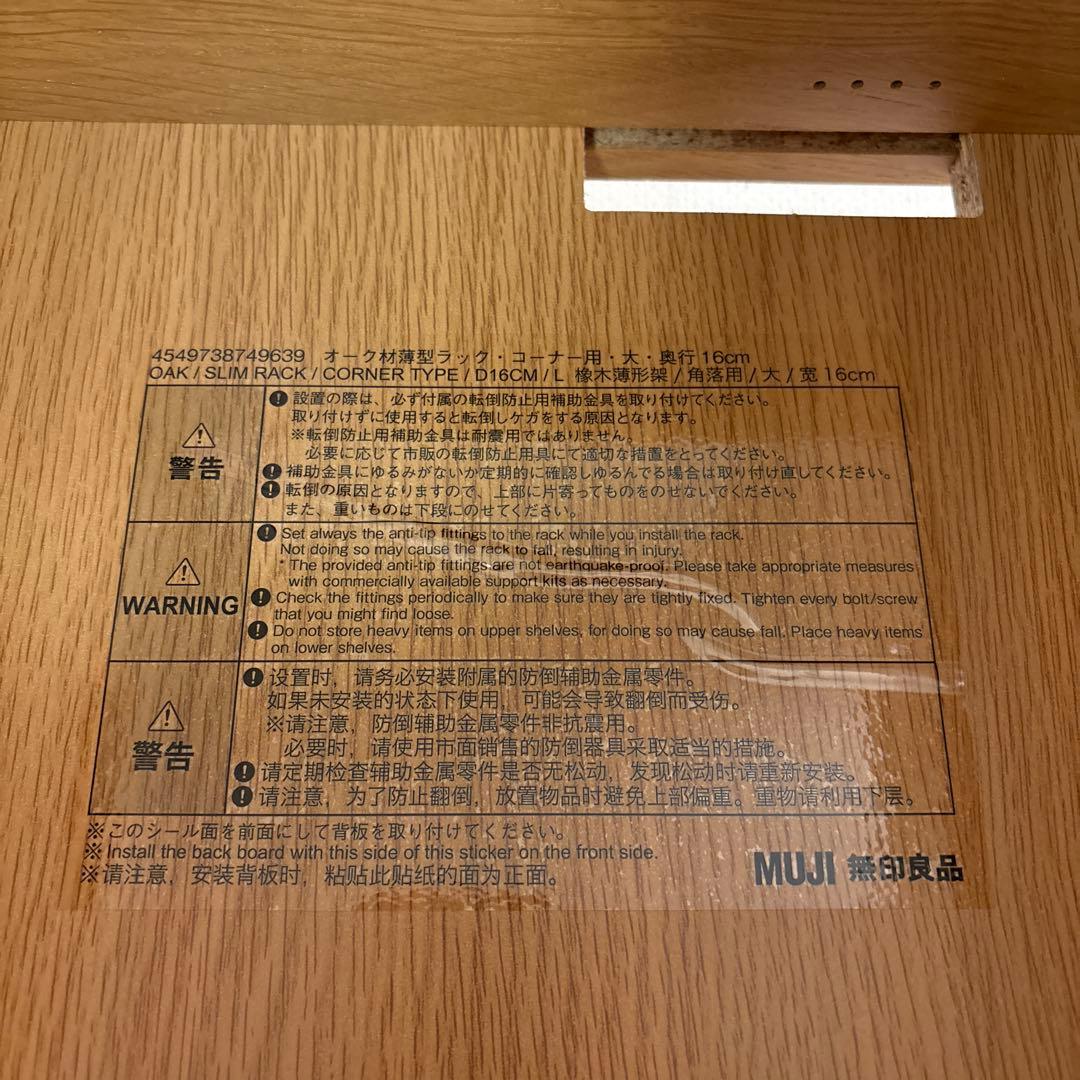 4549738749639 オーク材薄型ラック・コーナー用・大・奥行16cm
OAK / SLIM RACK / CORNER TYPE / D16CM / L 橡木薄形架 / 角落用 / 大 / 宽16cm
警告
設置の際は、必ず付属の転倒防止用補助金具を取り付けてください。
取り付けずに使用すると転倒しケガをする原因となります。
※転倒防止用補助金具は耐震用ではありません。
必要に応じて市販の転倒防止用具にて適切な措置をとってください。
補助金具にゆるみがないか定期的に確認しゆるんでる場合は取り付け直してください。
転倒の原因となりますので、上部に片寄ってものをのせないでください。
また、重いものは下段にのせてください。
WARNING
Set always the anti-tip fittings to the rack while you install the rack.
Not doing so may cause the rack to fall, resulting in injury.
* The provided anti-tip fittings are not earthquake-proof. Please take appropriate measures
with commercially available support kits as necessary.
Check the fittings periodically to make sure they are tightly fixed. Tighten every bolt/screw
that you might find loose.
Do not store heavy items on upper shelves, for doing so may cause fall. Place heavy items
on lower shelves.
警告
设置时，请务必安装附属的防倒辅助金属零件。
如果未安装的状态下使用，可能会导致翻倒而受伤。
※请注意，防倒辅助金属零件非抗震用。
必要时，请使用市面销售的防倒器具采取适当的措施。
请定期检查辅助金属零件是否无松动，发现松动时请重新安装。
请注意，为了防止翻倒，放置物品时避免上部偏重。重物请利用下层。
※このシール面を前面にして背板を取り付けてください。
※Install the back board with this side of this sticker on the front side.
※请注意，安装背板时，粘贴此贴纸的面为正面。
MUJI 無印良品